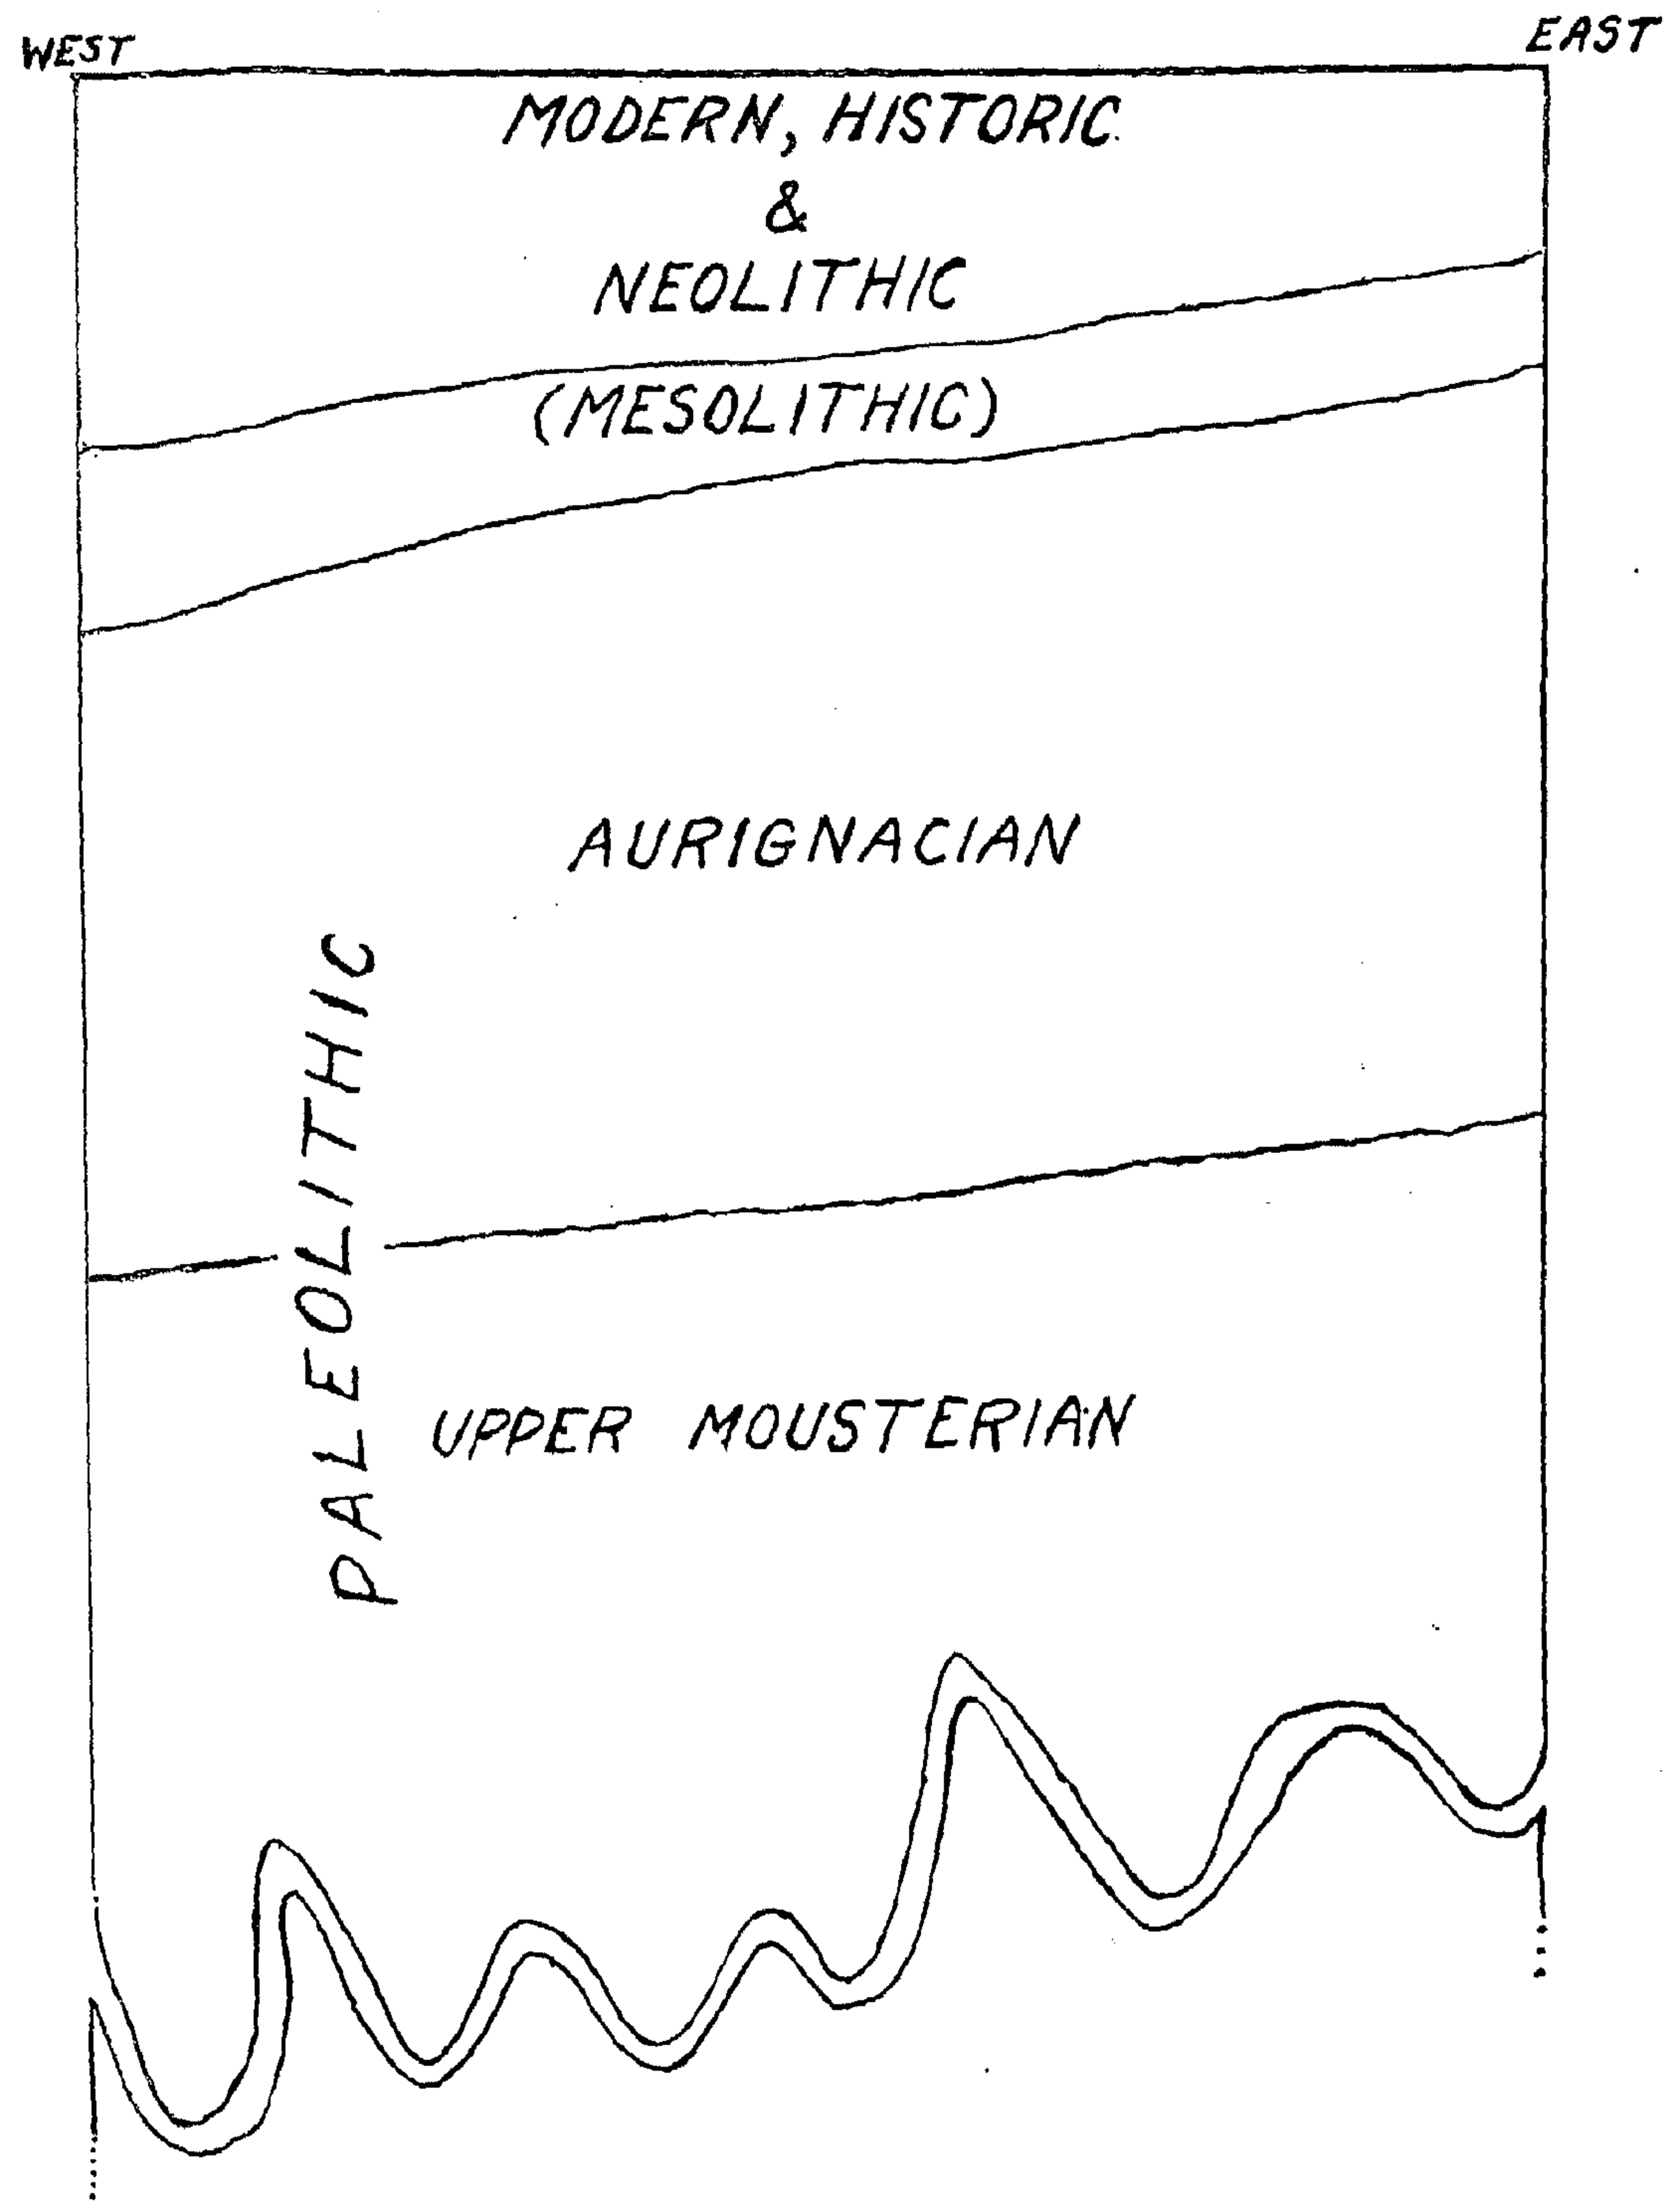 WEST
EAST
MODERN, HISTORIC
&
NEOLITHIC
(MESOLITHIC)
AURIGNACIAN
PALEOLITHIC
UPPER MOUSTERIAN